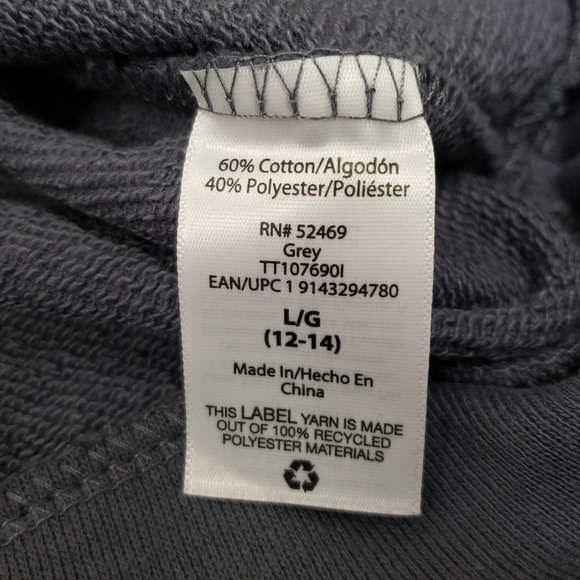 60% Cotton/Algodón
40% Polyester/Poliéster
RN# 52469
Grey
TT107690I
EAN/UPC 1 9143294780
L/G
(12-14)
Made In/Hecho En
China
THIS LABEL YARN IS MADE
OUT OF 100% RECYCLED
POLYESTER MATERIALS